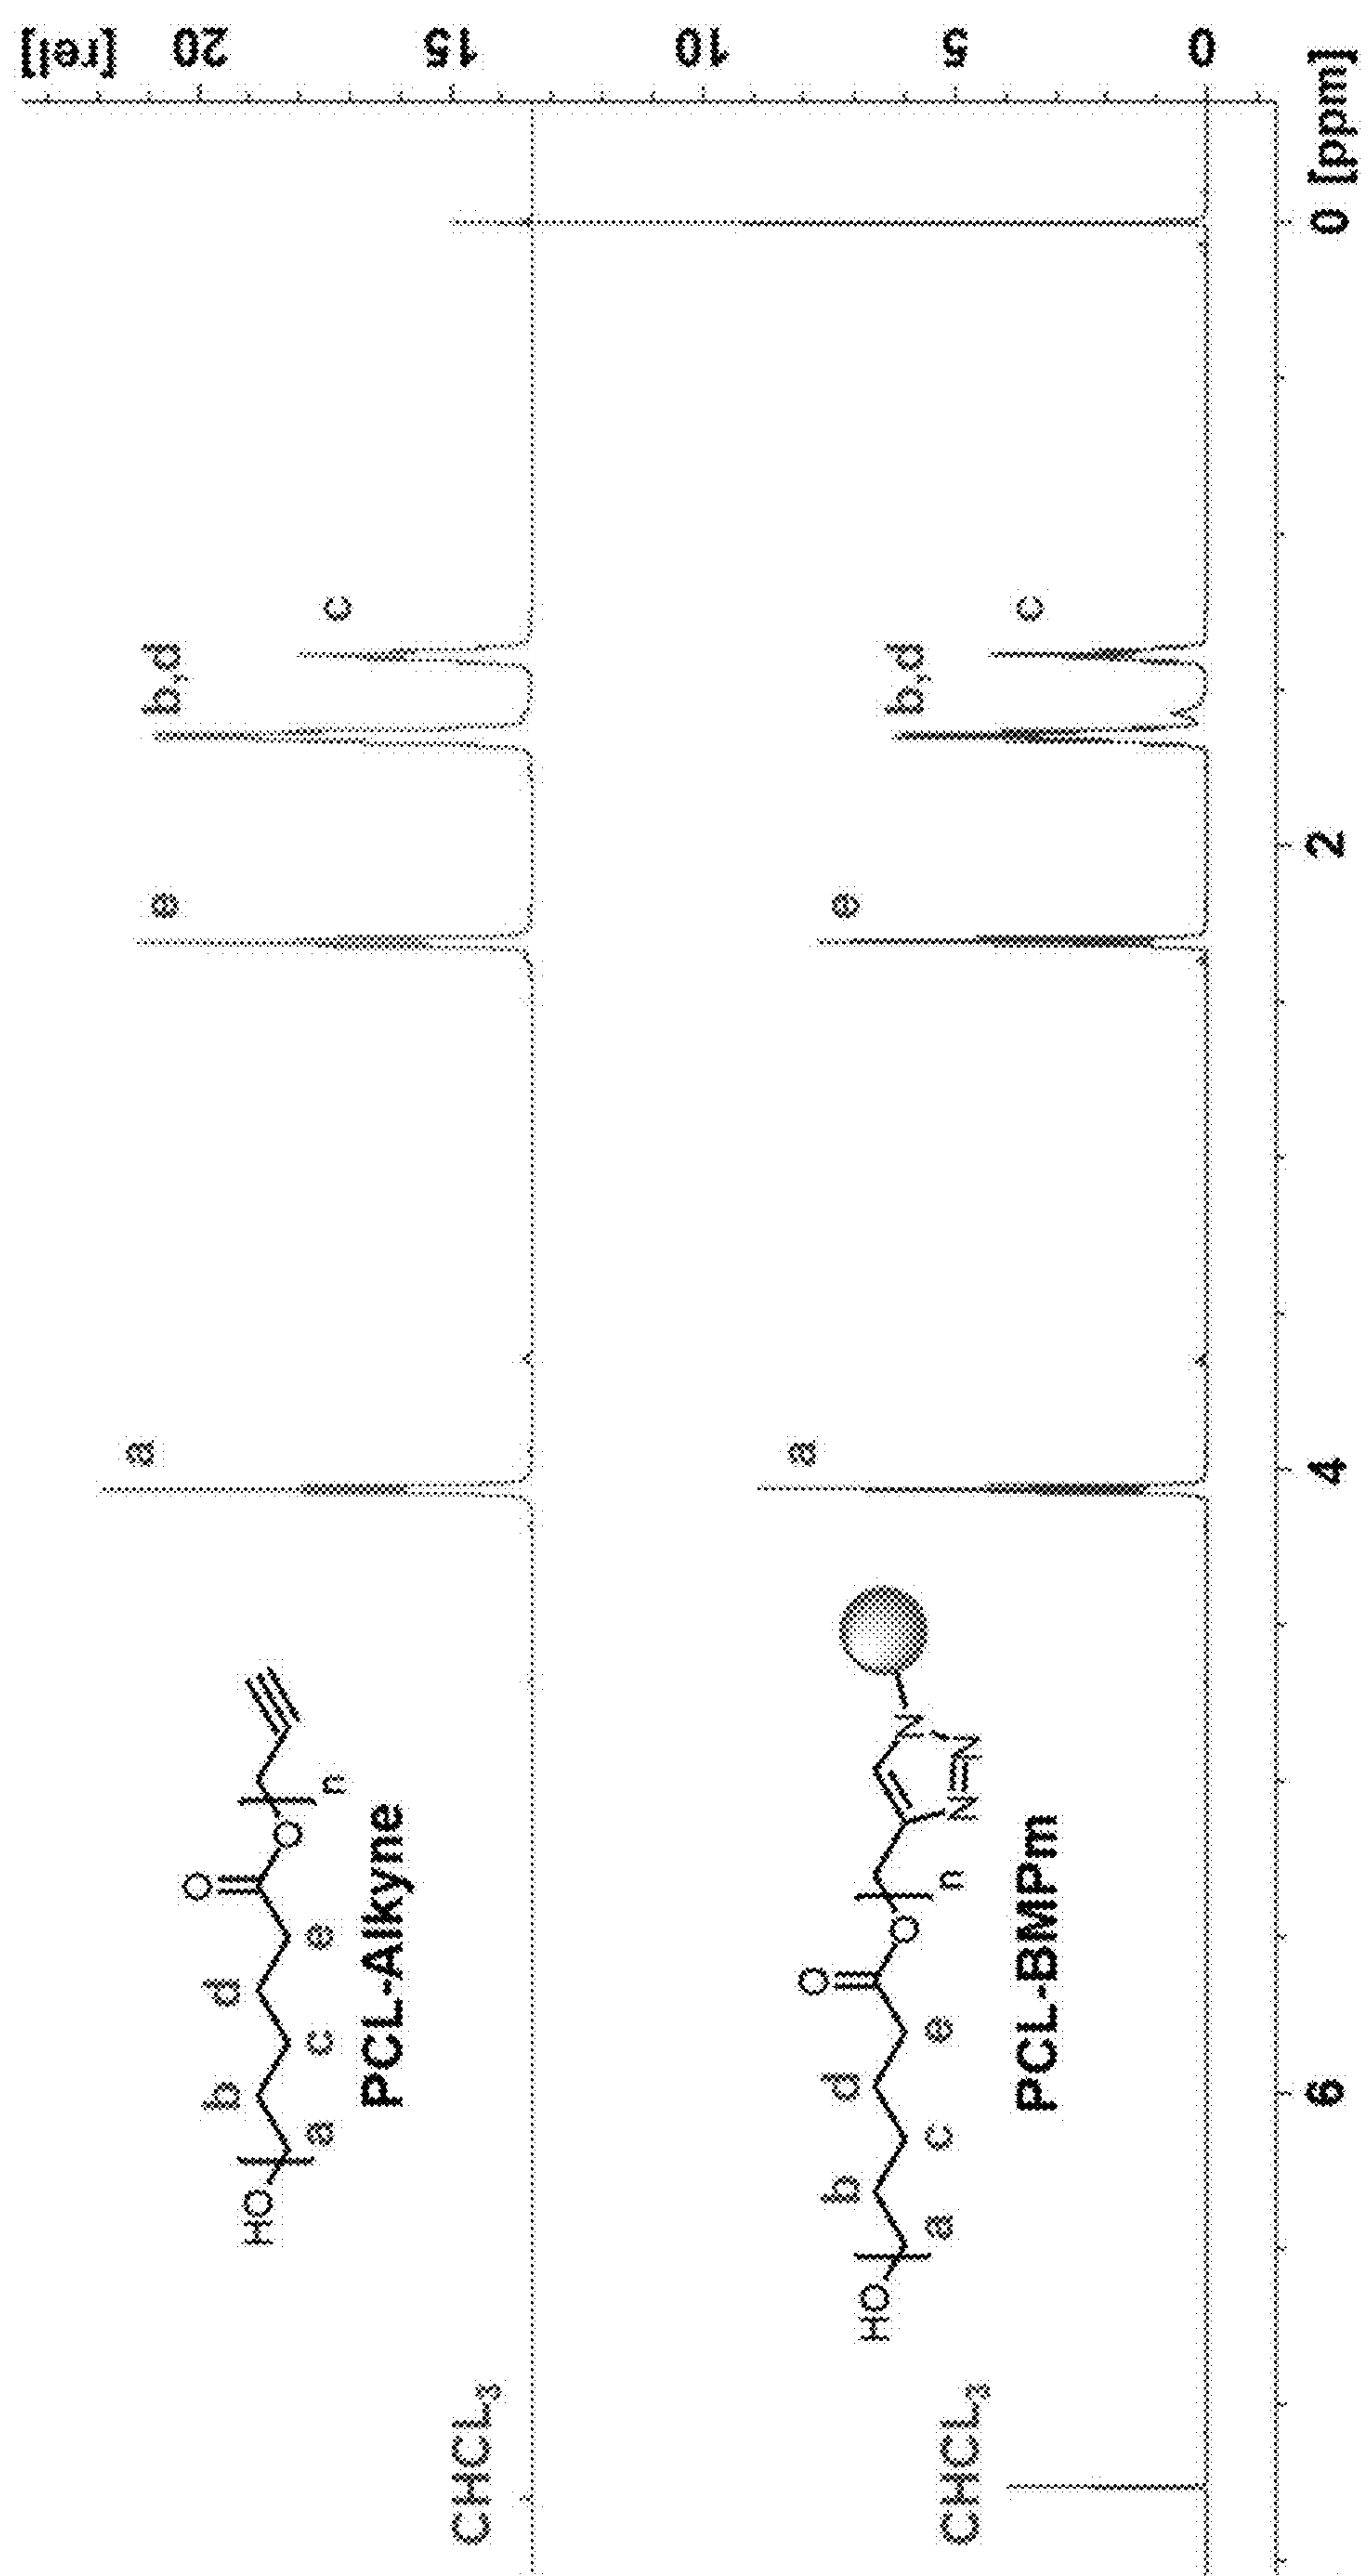 CHCL3
HO
a
b
c
d
e
O
O
n
PCL-Alkyne
a
e
b,d
c
CHCL3
HO
a
b
c
d
e
O
O
n
N
N
N
PCL-BMPm
a
e
b,d
c
[rel]
20
15
10
5
0
6
4
2
0 [ppm]